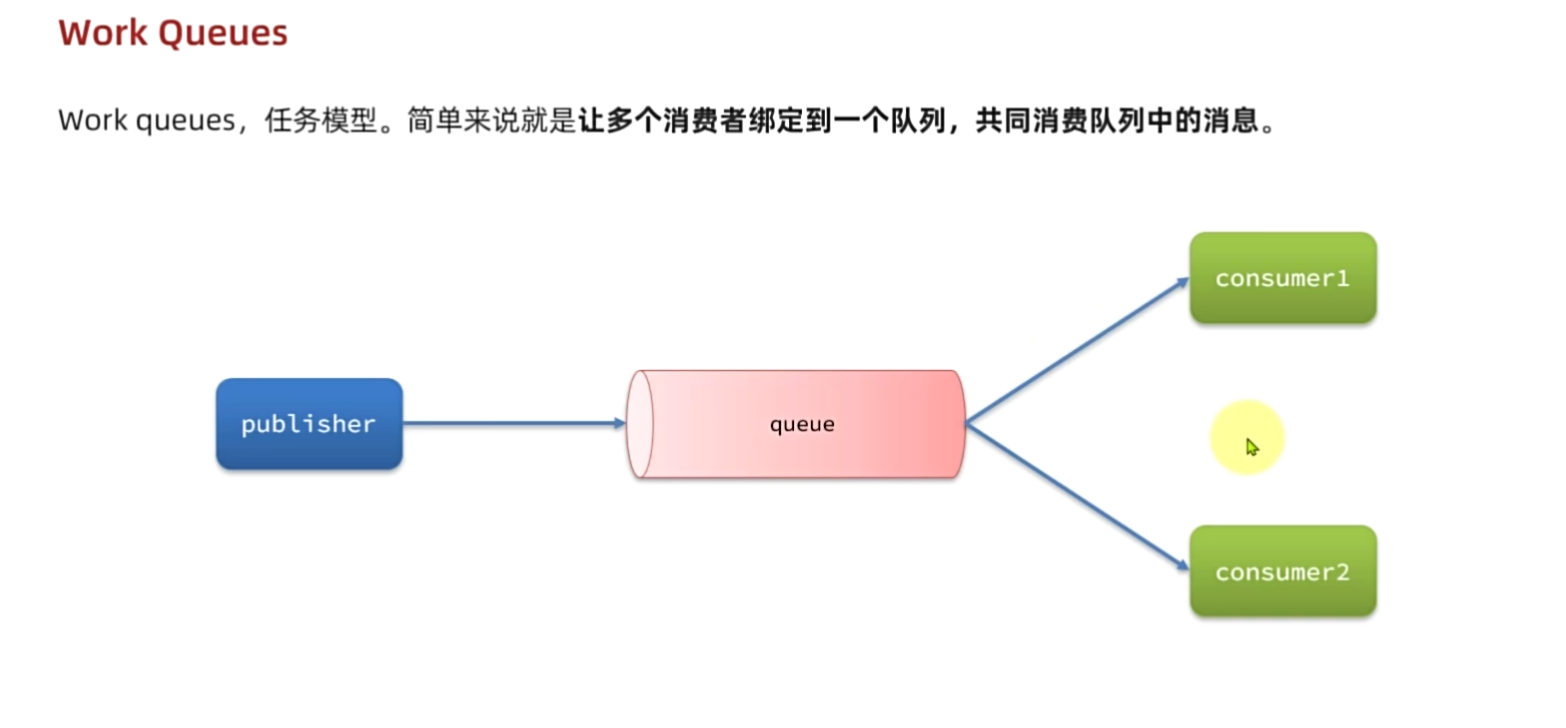 Work Queues
Work queues，任务模型。简单来说就是让多个消费者绑定到一个队列，共同消费队列中的消息。
consumer1
publisher
queue
consumer2